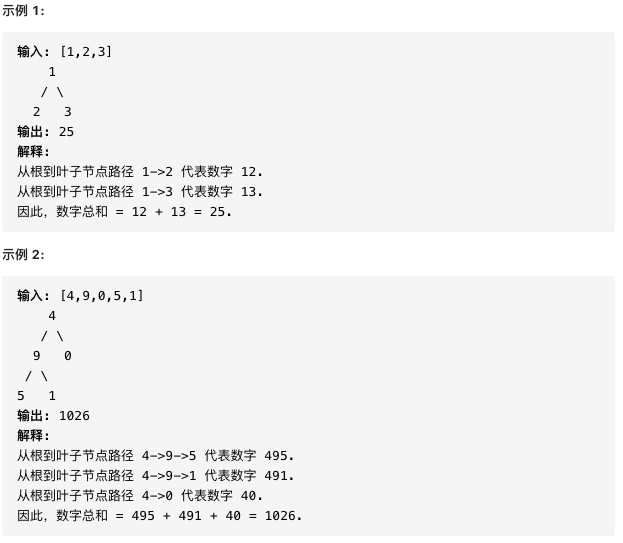 示例 1:
输入: [1,2,3]
1
/ \
2 3
输出: 25
解释:
从根到叶子节点路径 1->2 代表数字 12.
从根到叶子节点路径 1->3 代表数字 13.
因此，数字总和 = 12 + 13 = 25.
示例 2:
输入: [4,9,0,5,1]
4
/ \
9 0
/ \
5 1
输出: 1026
解释:
从根到叶子节点路径 4->9->5 代表数字 495.
从根到叶子节点路径 4->9->1 代表数字 491.
从根到叶子节点路径 4->0 代表数字 40.
因此，数字总和 = 495 + 491 + 40 = 1026.